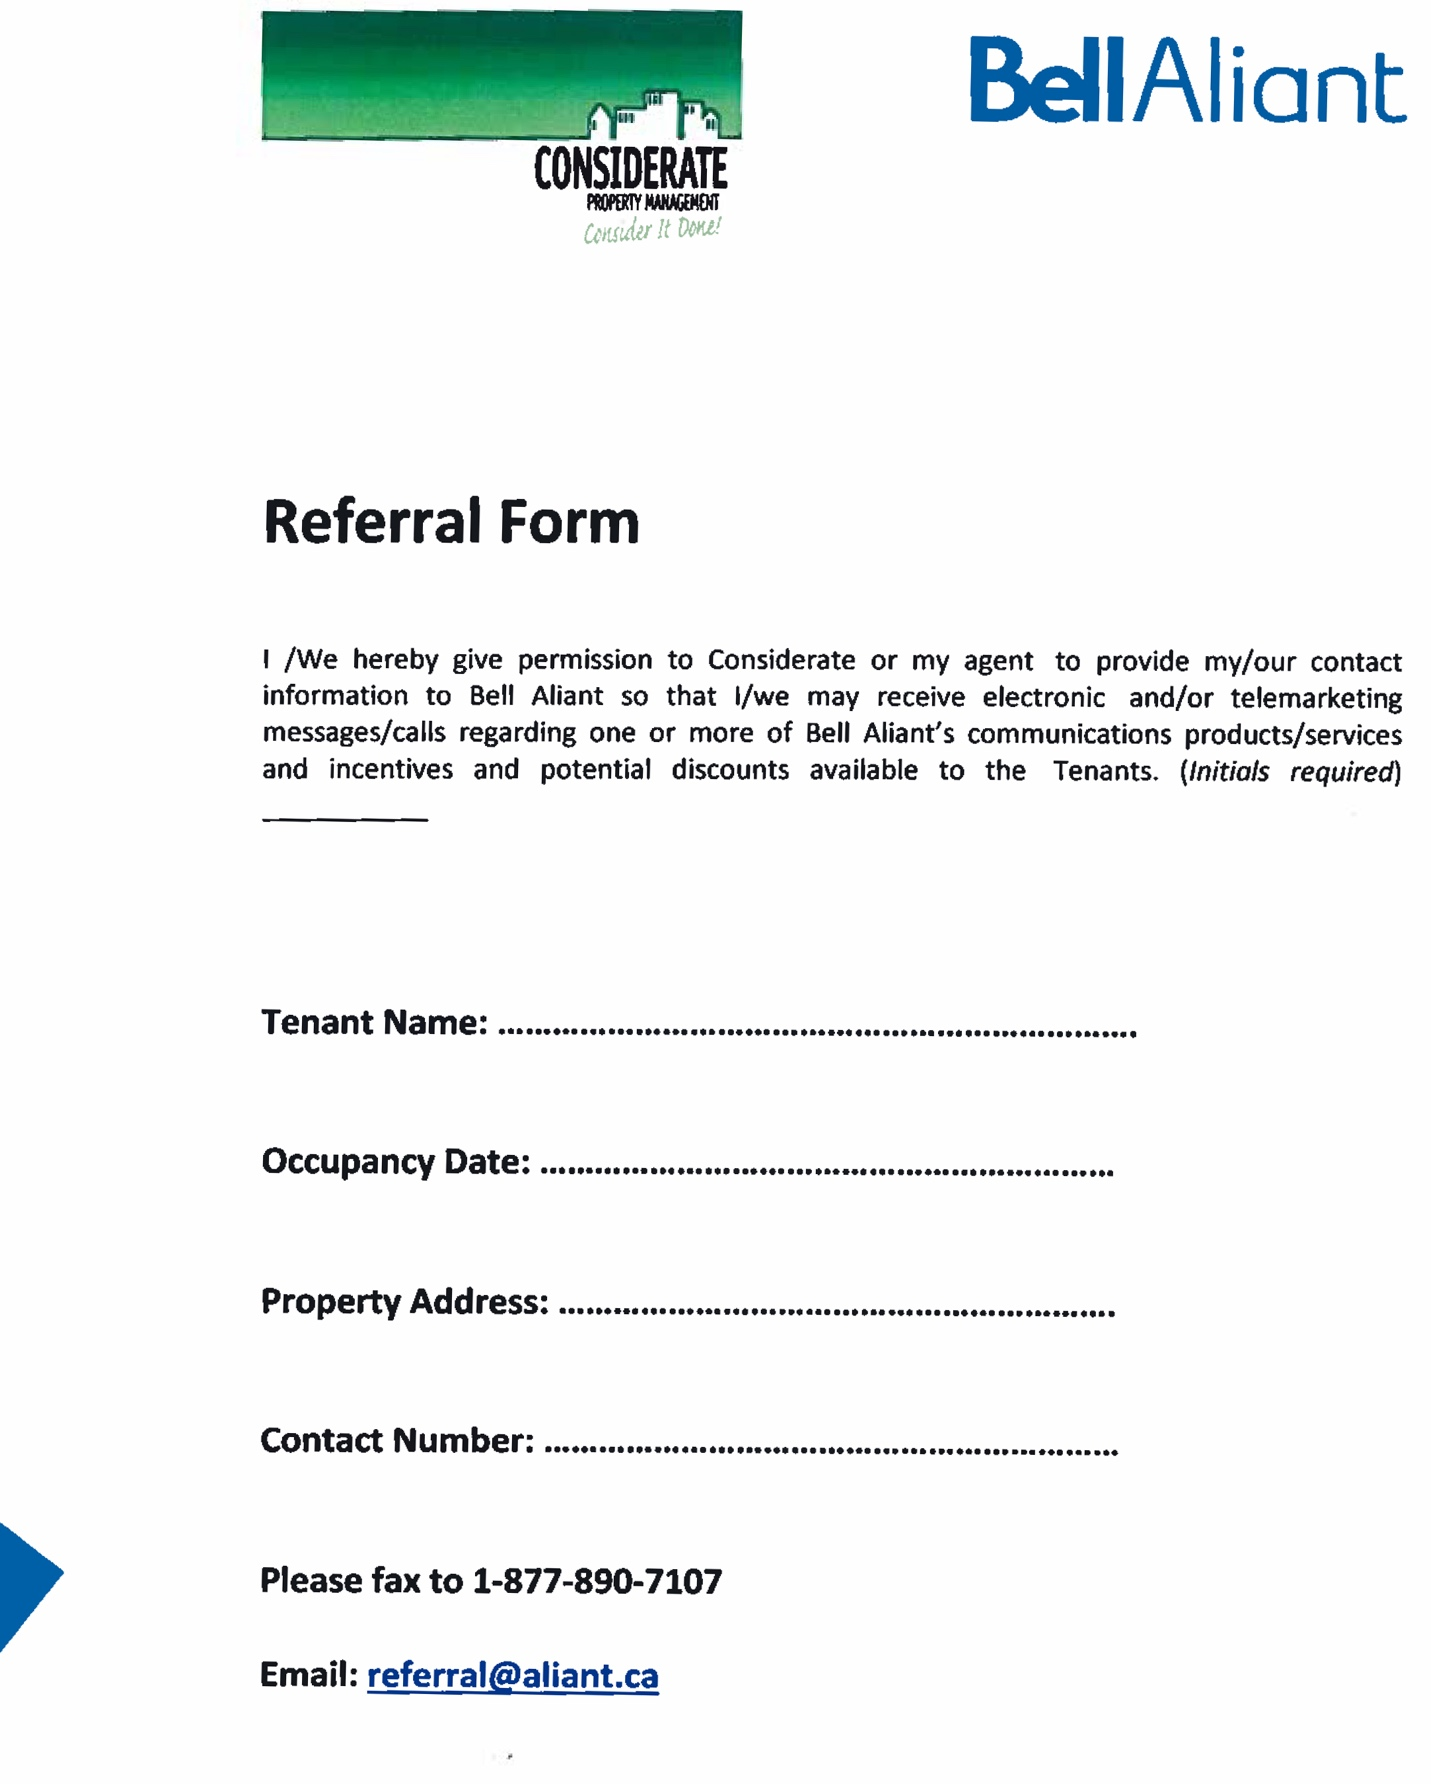 BellAliant
CONSIDERATE
PROPERTY MANAGEMENT
Consider It Done!
Referral Form
I /We hereby give permission to Considerate or my agent to provide my/our contact
information to Bell Aliant so that I/we may receive electronic and/or telemarketing
messages/calls regarding one or more of Bell Aliant's communications products/services
and incentives and potential discounts available to the Tenants. (Initials required)
__________
Tenant Name: ......................................................................
Occupancy Date: ...............................................................
Property Address: .............................................................
Contact Number: ...............................................................
Please fax to 1-877-890-7107
Email: referral@aliant.ca